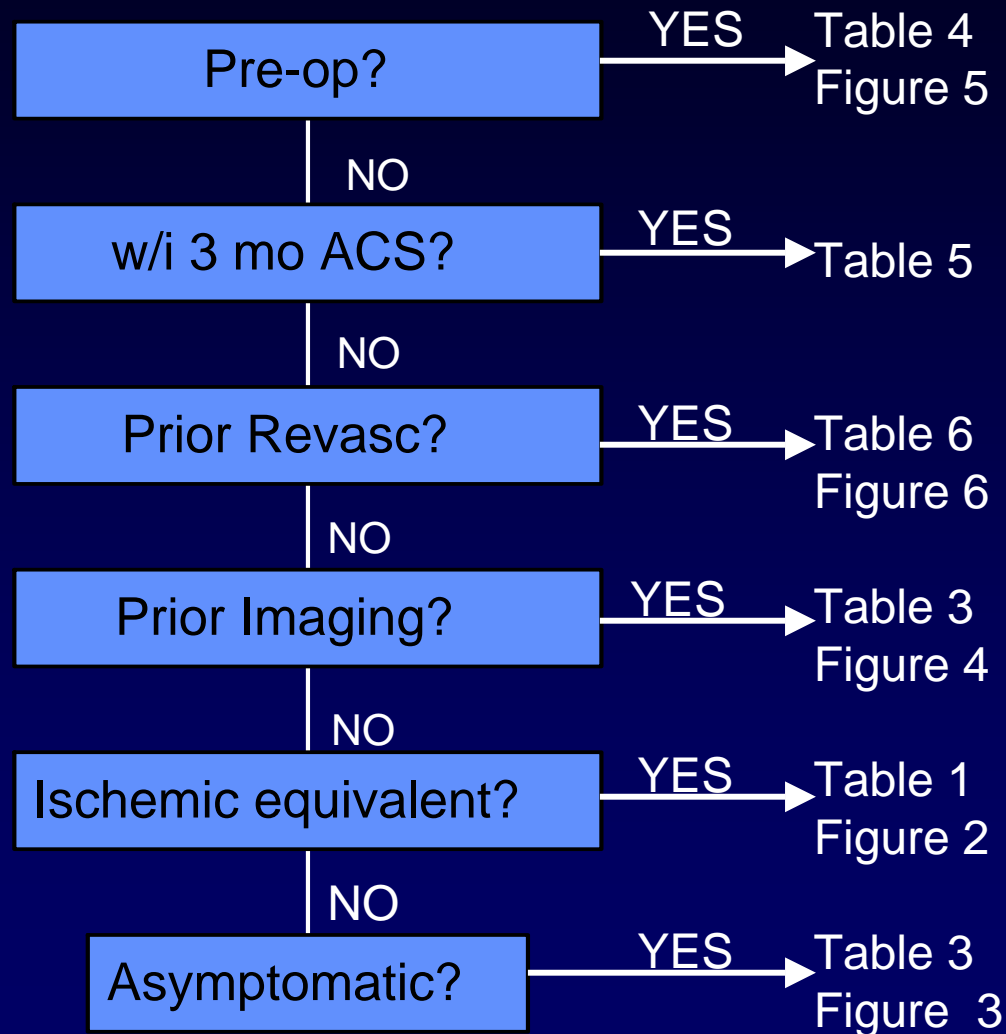 Pre-op?
YES
Table 4
Figure 5
NO
w/i 3 mo ACS?
YES
Table 5
NO
Prior Revasc?
YES
Table 6
Figure 6
NO
Prior Imaging?
YES
Table 3
Figure 4
NO
Ischemic equivalent?
YES
Table 1
Figure 2
NO
Asymptomatic?
YES
Table 3
Figure 3